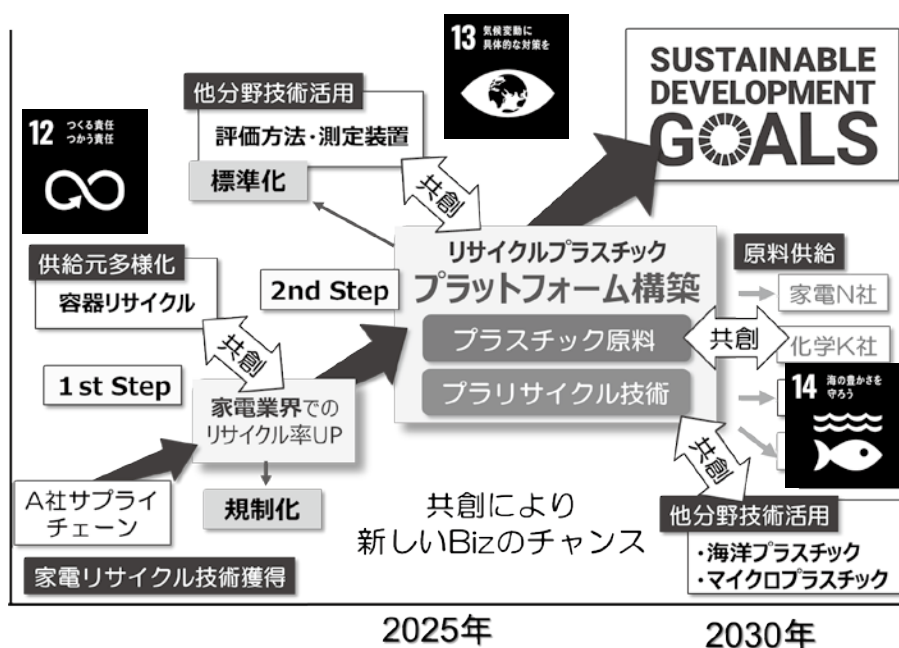 13 気候変動に
具体的な対策を
SUSTAINABLE
DEVELOPMENT
GOALS
他分野技術活用
評価方法・測定装置
標準化
共創
12 つくる責任
つかう責任
供給元多様化
容器リサイクル
共創
2nd Step
リサイクルプラスチック
プラットフォーム構築
プラスチック原料
プラリサイクル技術
原料供給
家電N社
共創
化学K社
14 海の豊かさを
守ろう
1st Step
家電業界での
リサイクル率UP
規制化
A社サプライ
チェーン
家電リサイクル技術獲得
共創により
新しいBizのチャンス
共創
他分野技術活用
・海洋プラスチック
・マイクロプラスチック
2025年
2030年